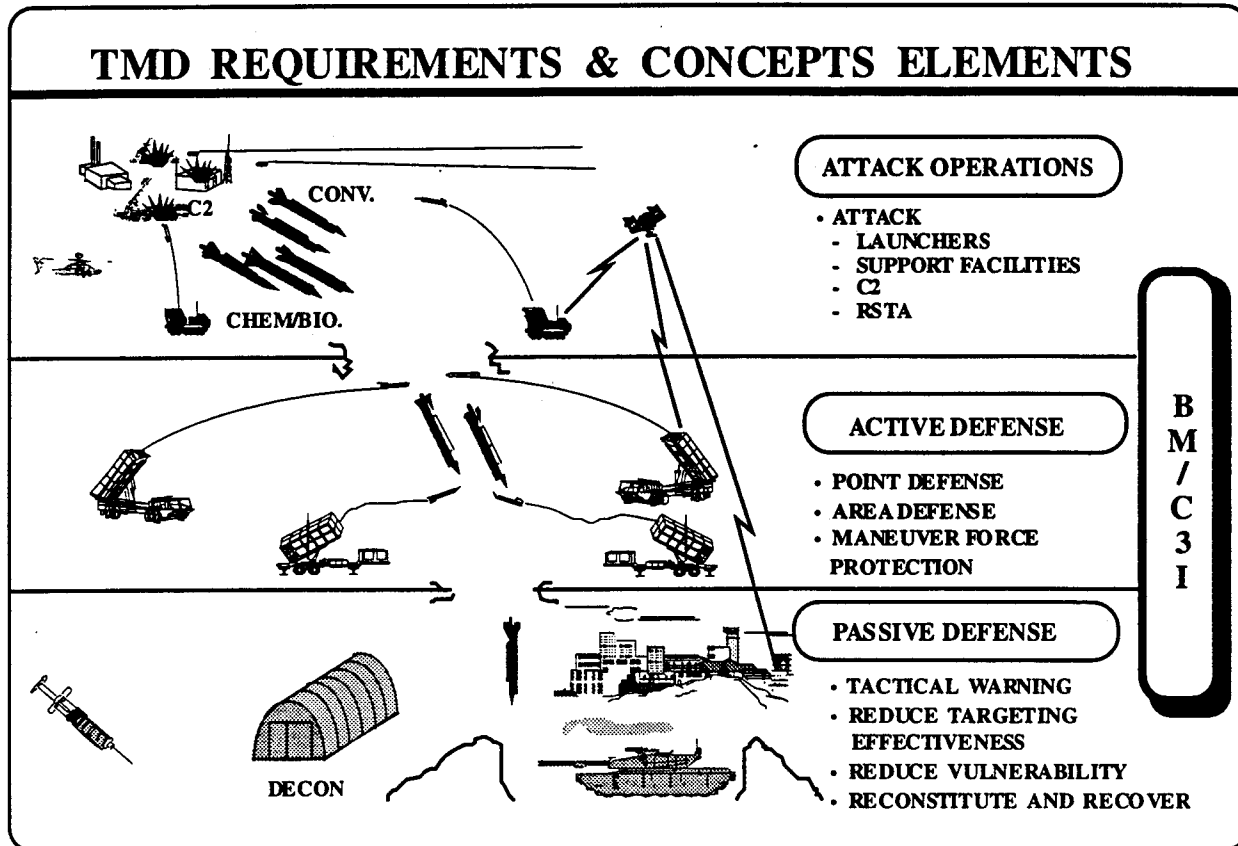 TMD REQUIREMENTS & CONCEPTS ELEMENTS
C2
CONV.
CHEM/BIO.
ATTACK OPERATIONS
• ATTACK
- LAUNCHERS
- SUPPORT FACILITIES
- C2
- RSTA
ACTIVE DEFENSE
• POINT DEFENSE
• AREA DEFENSE
• MANEUVER FORCE
PROTECTION
DECON
PASSIVE DEFENSE
• TACTICAL WARNING
• REDUCE TARGETING
EFFECTIVENESS
• REDUCE VULNERABILITY
• RECONSTITUTE AND RECOVER
B
M
/
C
3
I